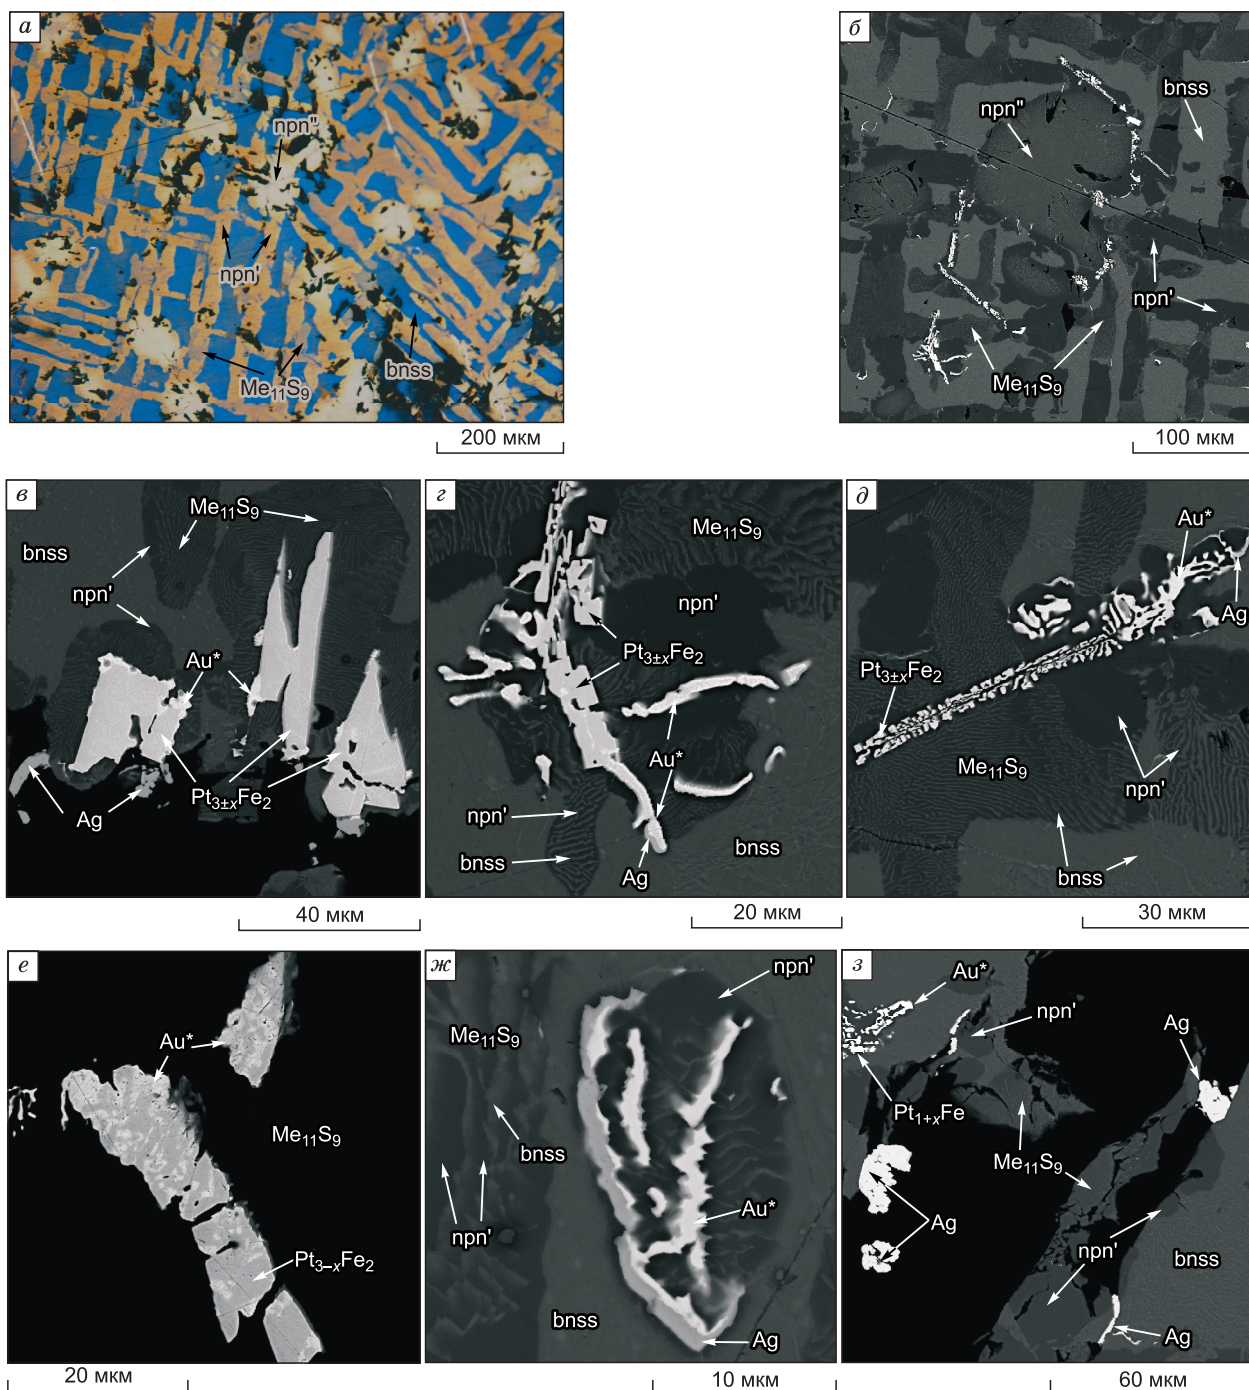 а
npn"
npn'
Me₁₁S₉
bnss
200 мкм
б
bnss
npn"
npn'
Me₁₁S₉
100 мкм
в
Me₁₁S₉
bnss
npn'
Au*
Pt₃±ₓFe₂
Ag
40 мкм
г
Me₁₁S₉
npn'
Pt₃±ₓFe₂
Au*
npn'
bnss
bnss
Ag
20 мкм
д
Au*
Ag
Pt₃±ₓFe₂
Me₁₁S₉
npn'
bnss
30 мкм
е
Au*
Me₁₁S₉
Pt₃₋ₓFe₂
20 мкм
ж
npn'
Me₁₁S₉
bnss
Au*
npn'
bnss
Ag
10 мкм
з
Au*
npn'
Ag
Pt₁₊ₓFe
Me₁₁S₉
Ag
npn'
bnss
Ag
60 мкм